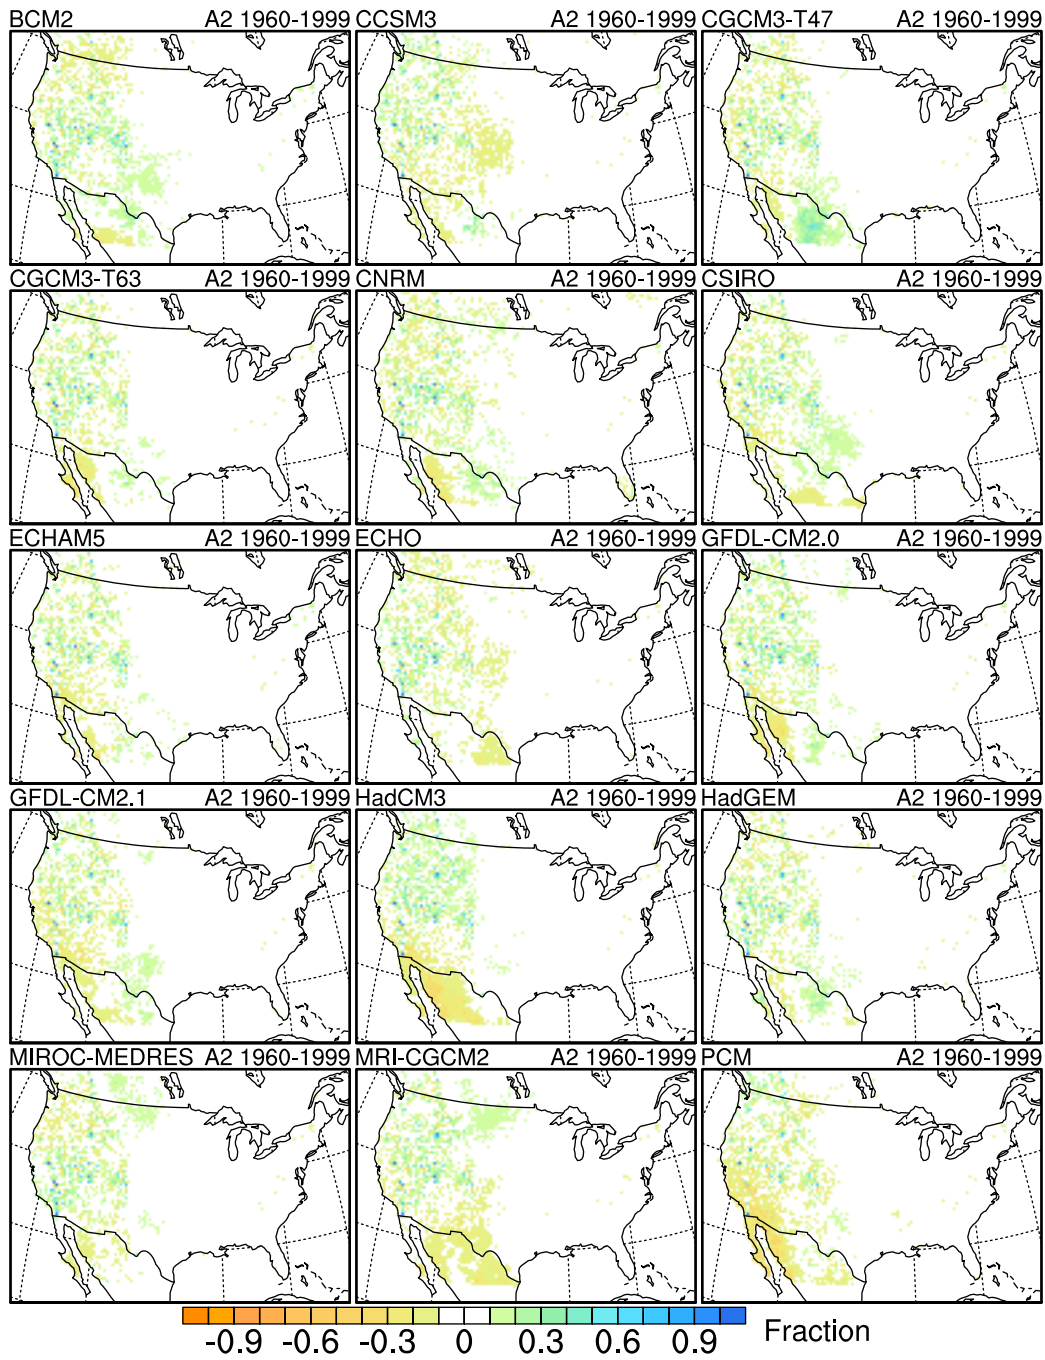 BCM2 A2 1960-1999 CCSM3 A2 1960-1999 CGCM3-T47 A2 1960-1999
CGCM3-T63 A2 1960-1999 CNRM A2 1960-1999 CSIRO A2 1960-1999
ECHAM5 A2 1960-1999 ECHO A2 1960-1999 GFDL-CM2.0 A2 1960-1999
GFDL-CM2.1 A2 1960-1999 HadCM3 A2 1960-1999 HadGEM A2 1960-1999
MIROC-MEDRES A2 1960-1999 MRI-CGCM2 A2 1960-1999 PCM A2 1960-1999
-0.9 -0.6 -0.3 0 0.3 0.6 0.9 Fraction